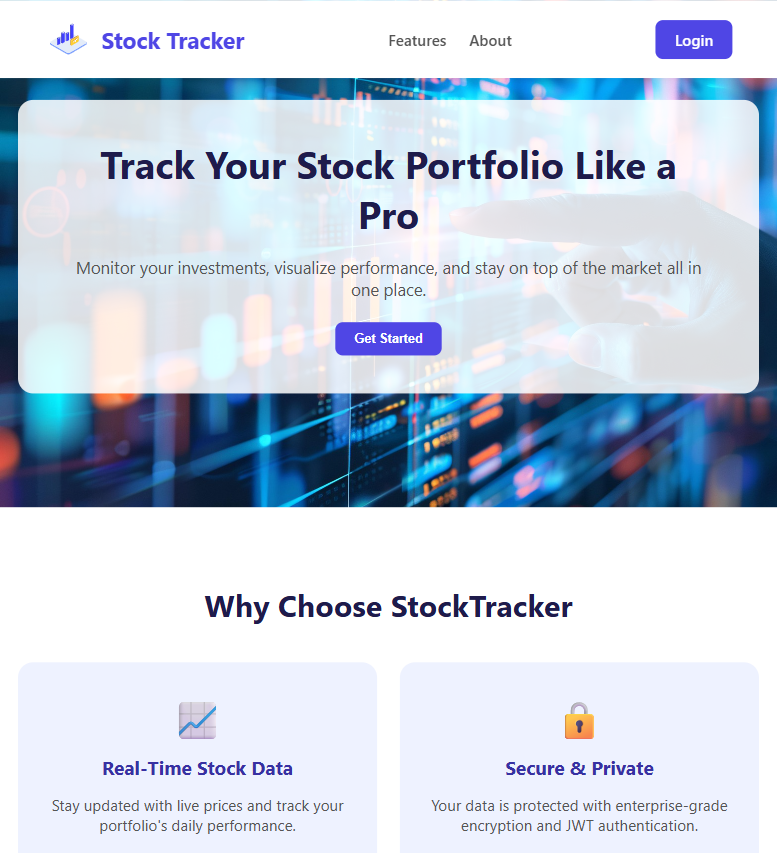 Stock Tracker
Features
About
Login
Track Your Stock Portfolio Like a
Pro
Monitor your investments, visualize performance, and stay on top of the market all in
one place.
Get Started
Why Choose StockTracker
Real-Time Stock Data
Stay updated with live prices and track your
portfolio's daily performance.
Secure & Private
Your data is protected with enterprise-grade
encryption and JWT authentication.